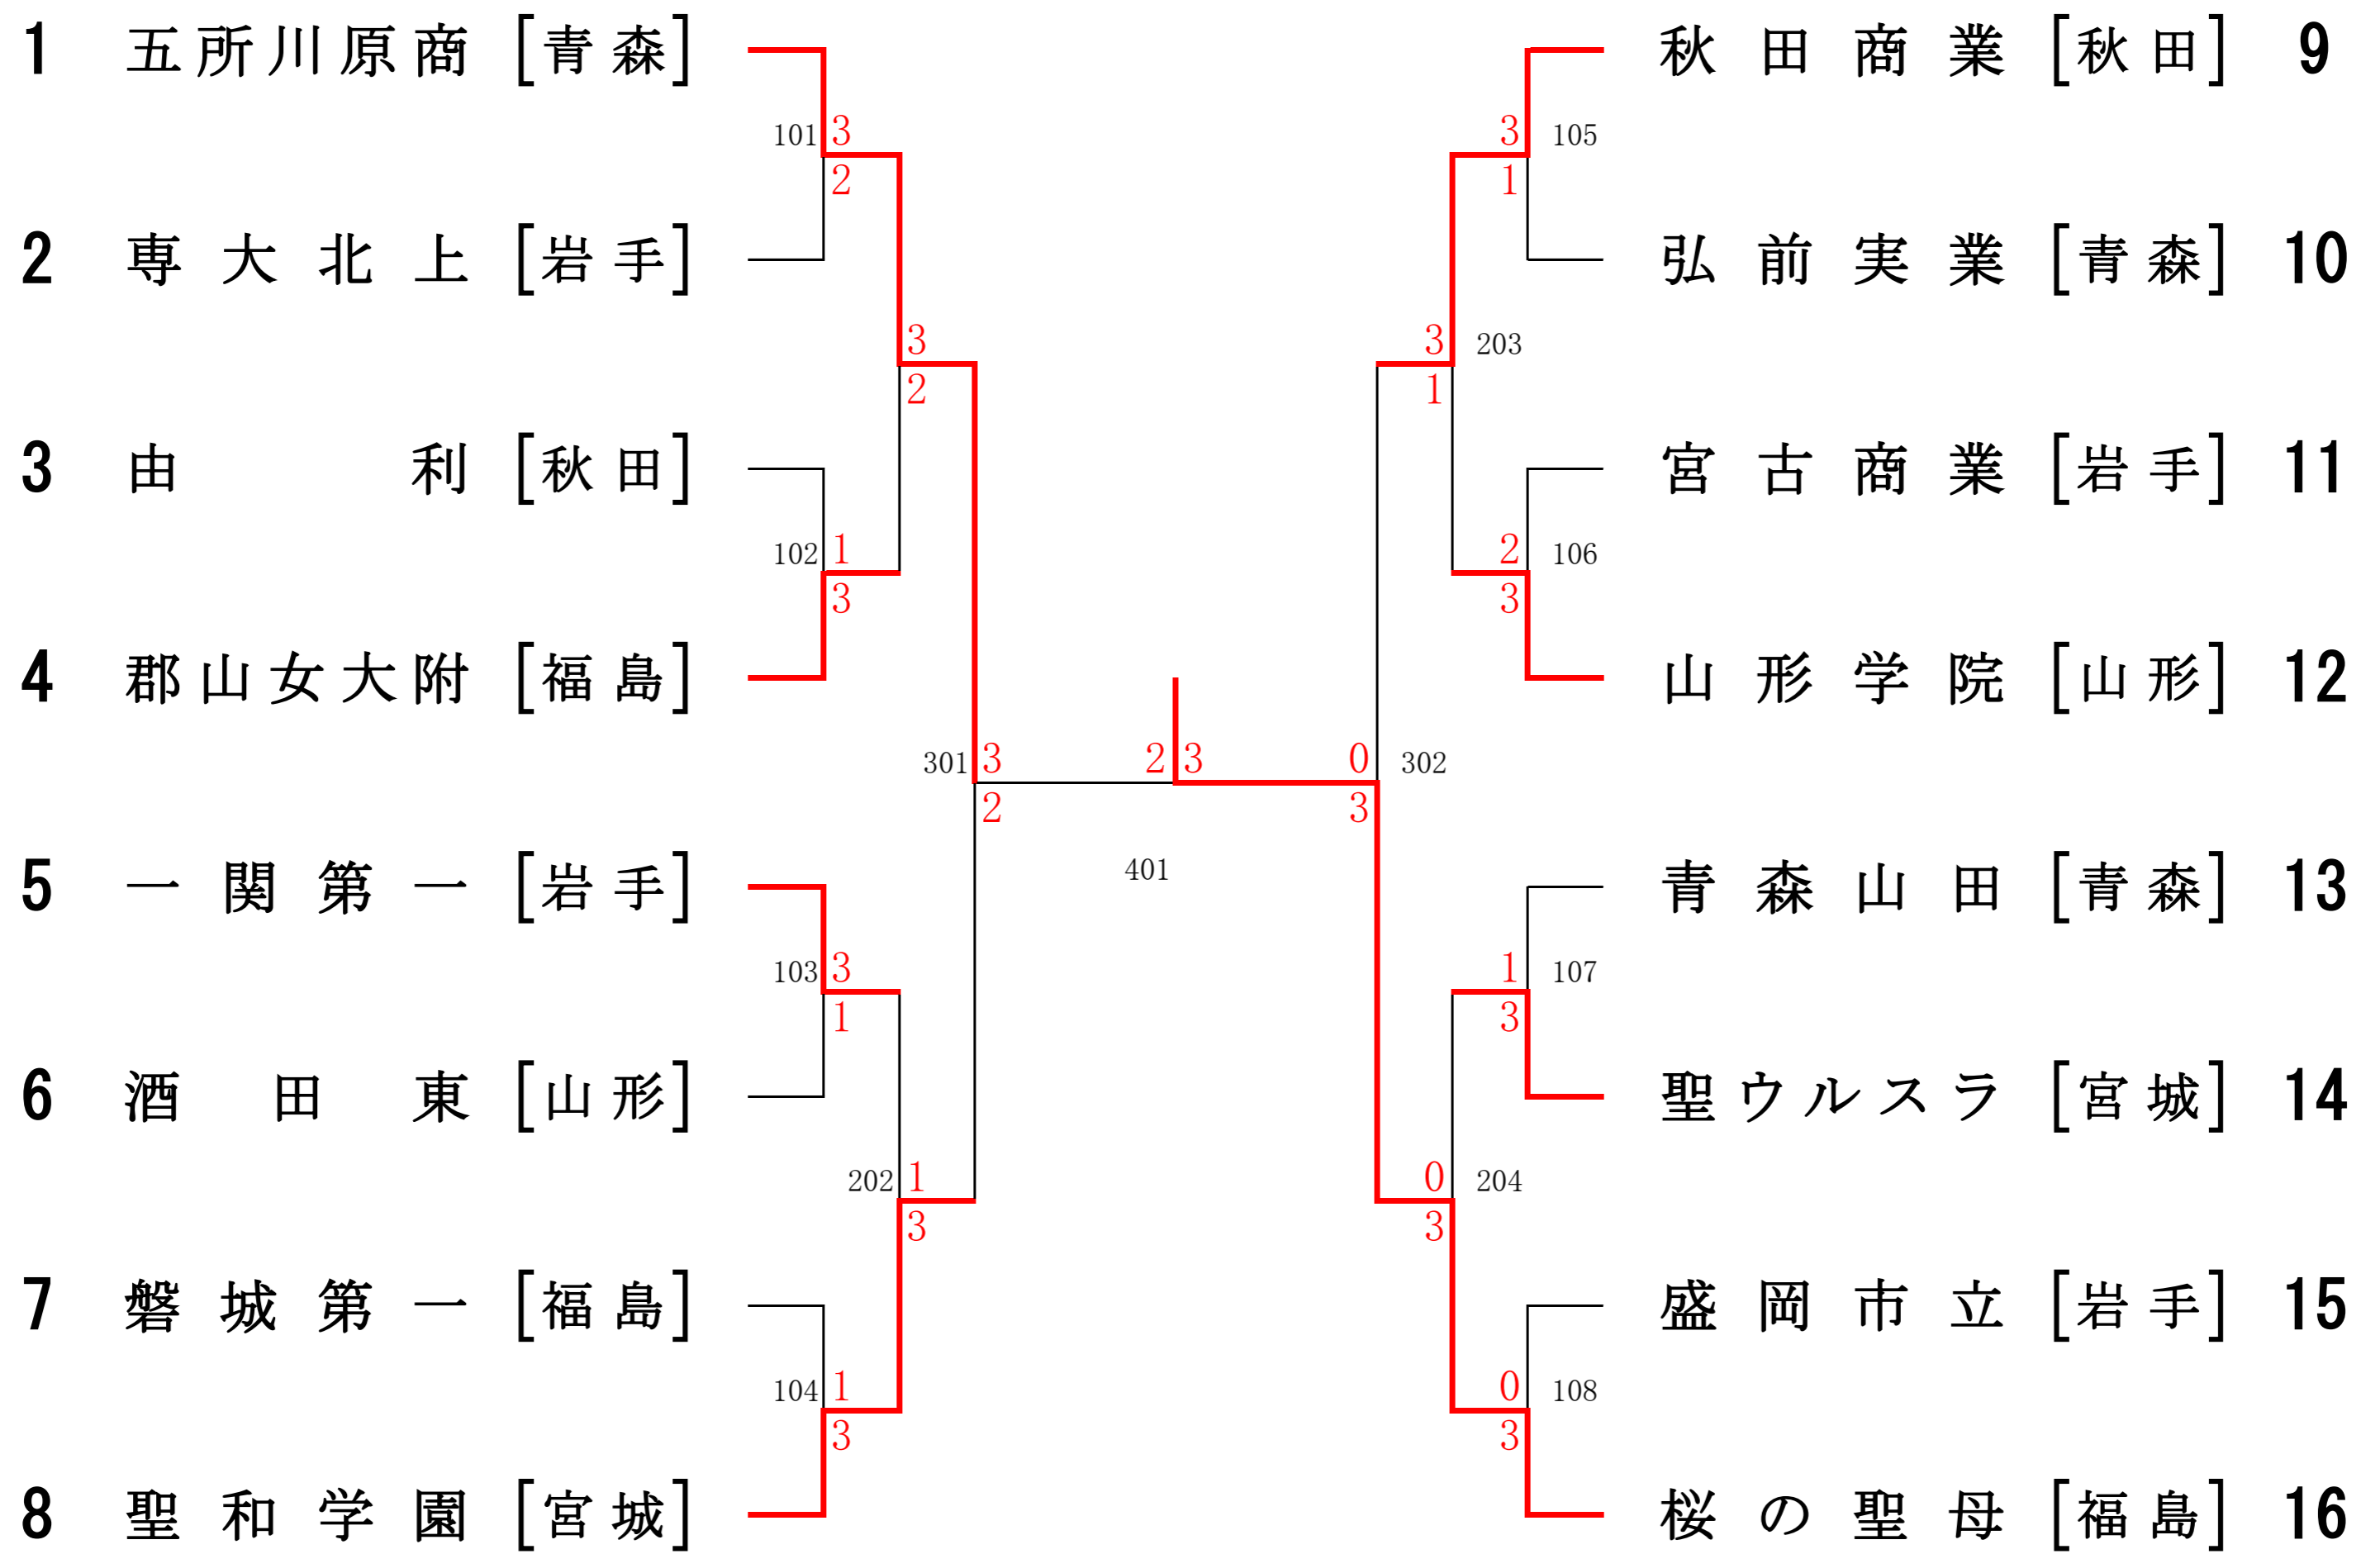 1 五所川原商 [青森] 秋田商業 [秋田] 9
101 3 3 105
2 1
2 専大北上 [岩手] 弘前実業 [青森] 10
3 3 203
2 1
3 由利 [秋田] 宮古商業 [岩手] 11
102 1 2 106
3 3
4 郡山女大附 [福島] 山形学院 [山形] 12
301 3 2 3 0 302
2 3
401
5 一関第一 [岩手] 青森山田 [青森] 13
103 3 1 107
1 3
6 酒田東 [山形] 聖ウルスラ [宮城] 14
202 1 0 204
3 3
7 磐城第一 [福島] 盛岡市立 [岩手] 15
104 1 0 108
3 3
8 聖和学園 [宮城] 桜の聖母 [福島] 16